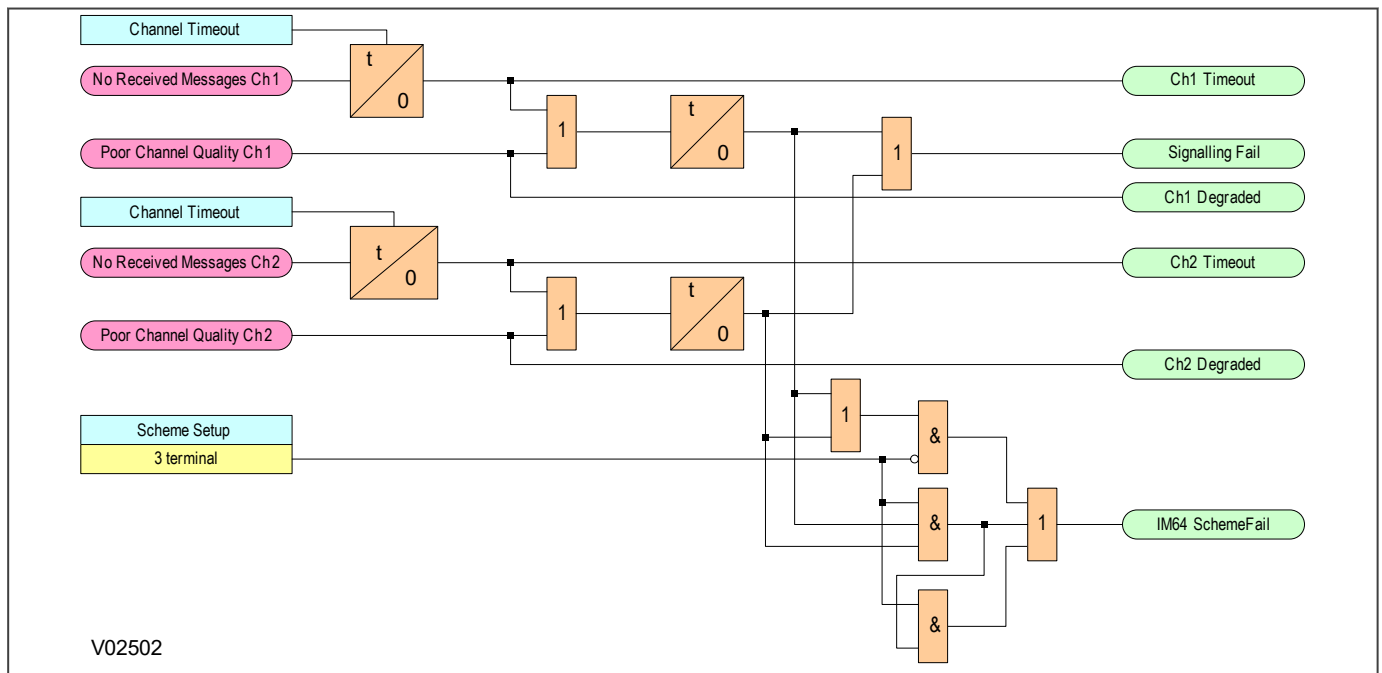 Channel Timeout
t
0
No Received Messages Ch1
Ch1 Timeout
1
t
0
1
Poor Channel Quality Ch1
Signalling Fail
Ch1 Degraded
Channel Timeout
t
0
No Received Messages Ch2
Ch2 Timeout
1
t
0
Poor Channel Quality Ch2
Ch2 Degraded
1
&
Scheme Setup
3 terminal
&
1
IM64 SchemeFail
&
V02502